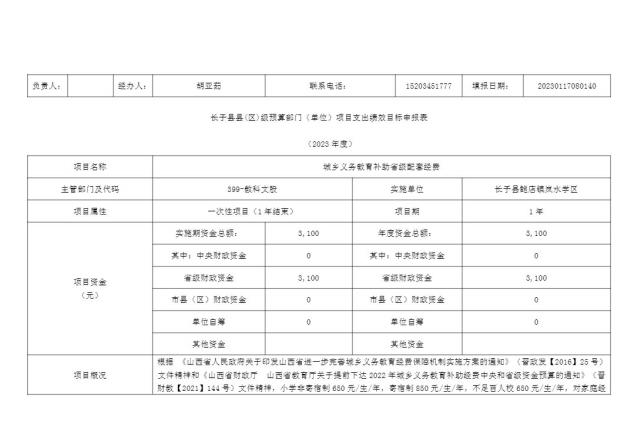 负责人： 经办人： 胡亚茹 联系电话： 15203451777 填报日期： 20230117080140
长子县县(区)级预算部门（单位）项目支出绩效目标申报表
（2023 年度）
项目名称 城乡义务教育补助省级配套经费
主管部门及代码 399-教科文股 实施单位 长子县鲍店镇岚水学区
项目属性 一次性项目（1年结束） 项目期 1年
项目资金（元） 实施期资金总额： 3,100 年度资金总额： 3,100
其中：中央财政资金 0 其中：中央财政资金 0
省级财政资金 3,100 省级财政资金 3,100
市县（区）财政资金 0 市县（区）财政资金 0
单位自筹 0 单位自筹 0
其他资金 其他资金
项目概况 根据 《山西省人民政府关于印发山西省进一步完善城乡义务教育经费保障机制实施方案的通知》（晋政发【2016】25 号）
文件精神和《山西省财政厅 山西省教育厅关于提前下达2022年城乡义务教育补助经费中央和省级资金预算的通知》（晋
财教【2021】144 号）文件精神，小学非寄宿制650元/生/年，寄宿制850元/生/年，不足百人校650元/生/年，对家庭经